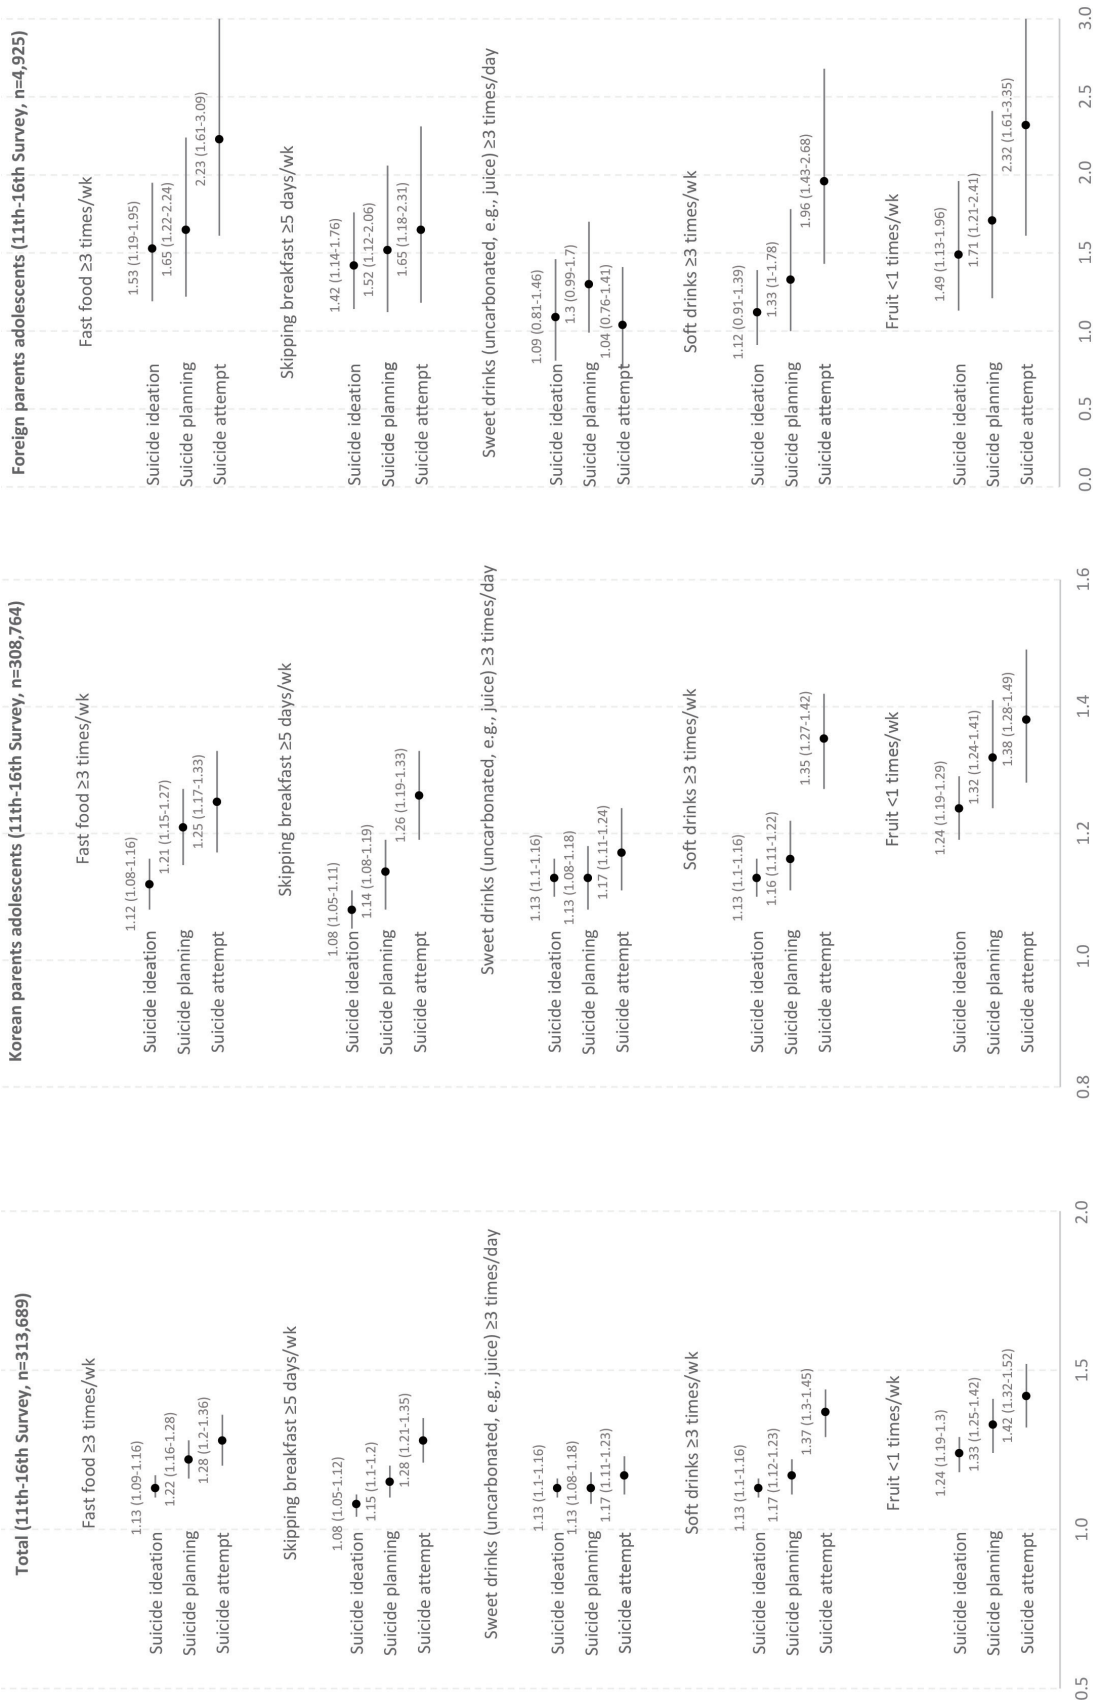 Total (11th-16th Survey, n=313,689)
Fast food ≥3 times/wk
1.13 (1.09-1.16)
Suicide ideation
1.22 (1.16-1.28)
Suicide planning
1.28 (1.2-1.36)
Suicide attempt
Skipping breakfast ≥5 days/wk
1.08 (1.05-1.12)
Suicide ideation
1.15 (1.1-1.2)
Suicide planning
1.28 (1.21-1.35)
Suicide attempt
Sweet drinks (uncarbonated, e.g., juice) ≥3 times/day
1.13 (1.1-1.16)
Suicide ideation
1.13 (1.08-1.18)
Suicide planning
1.17 (1.11-1.23)
Suicide attempt
Soft drinks ≥3 times/wk
1.13 (1.1-1.16)
Suicide ideation
1.17 (1.12-1.23)
Suicide planning
1.37 (1.3-1.45)
Suicide attempt
Fruit <1 times/wk
1.24 (1.19-1.3)
Suicide ideation
1.33 (1.25-1.42)
Suicide planning
1.42 (1.32-1.52)
Suicide attempt
0.5 1.0 1.5 2.0
Korean parents adolescents (11th-16th Survey, n=308,764)
Fast food ≥3 times/wk
1.12 (1.08-1.16)
Suicide ideation
1.21 (1.15-1.27)
Suicide planning
1.25 (1.17-1.33)
Suicide attempt
Skipping breakfast ≥5 days/wk
1.08 (1.05-1.11)
Suicide ideation
1.14 (1.08-1.19)
Suicide planning
1.26 (1.19-1.33)
Suicide attempt
Sweet drinks (uncarbonated, e.g., juice) ≥3 times/day
1.13 (1.1-1.16)
Suicide ideation
1.13 (1.08-1.18)
Suicide planning
1.17 (1.11-1.24)
Suicide attempt
Soft drinks ≥3 times/wk
1.13 (1.1-1.16)
Suicide ideation
1.16 (1.11-1.22)
Suicide planning
1.35 (1.27-1.42)
Suicide attempt
Fruit <1 times/wk
1.24 (1.19-1.29)
Suicide ideation
1.32 (1.24-1.41)
Suicide planning
1.38 (1.28-1.49)
Suicide attempt
0.8 1.0 1.2 1.4 1.6
Foreign parents adolescents (11th-16th Survey, n=4,925)
Fast food ≥3 times/wk
1.53 (1.19-1.95)
Suicide ideation
1.65 (1.22-2.24)
Suicide planning
2.23 (1.61-3.09)
Suicide attempt
Skipping breakfast ≥5 days/wk
1.42 (1.14-1.76)
Suicide ideation
1.52 (1.12-2.06)
Suicide planning
1.65 (1.18-2.31)
Suicide attempt
Sweet drinks (uncarbonated, e.g., juice) ≥3 times/day
1.09 (0.81-1.46)
Suicide ideation
1.3 (0.99-1.7)
Suicide planning
1.04 (0.76-1.41)
Suicide attempt
Soft drinks ≥3 times/wk
1.12 (0.91-1.39)
Suicide ideation
1.33 (1-1.78)
Suicide planning
1.96 (1.43-2.68)
Suicide attempt
Fruit <1 times/wk
1.49 (1.13-1.96)
Suicide ideation
1.71 (1.21-2.41)
Suicide planning
2.32 (1.61-3.35)
Suicide attempt
0.0 0.5 1.0 1.5 2.0 2.5 3.0